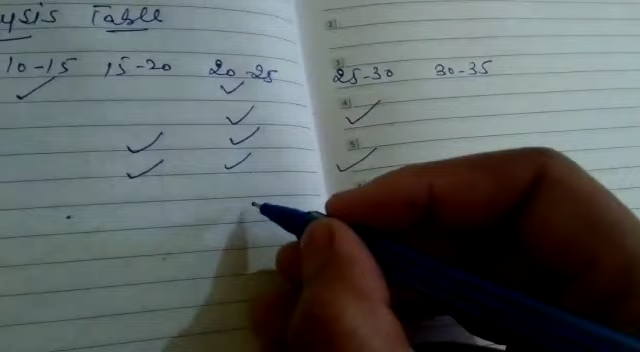 ysis Table
10-15 15-20 20-25 25-30 30-35
✓ ✓
✓ ✓
✓ ✓
✓ ✓ ✓